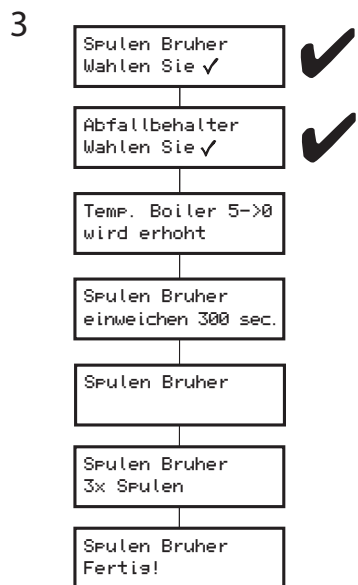 3
Spulen Bruher
Wahlen Sie ✓
Abfallbehalter
Wahlen Sie ✓
Temp. Boiler 5->0
wird erhoht
Spulen Bruher
einweichen 300 sec.
Spulen Bruher
Spulen Bruher
3x Spulen
Spulen Bruher
Fertig!